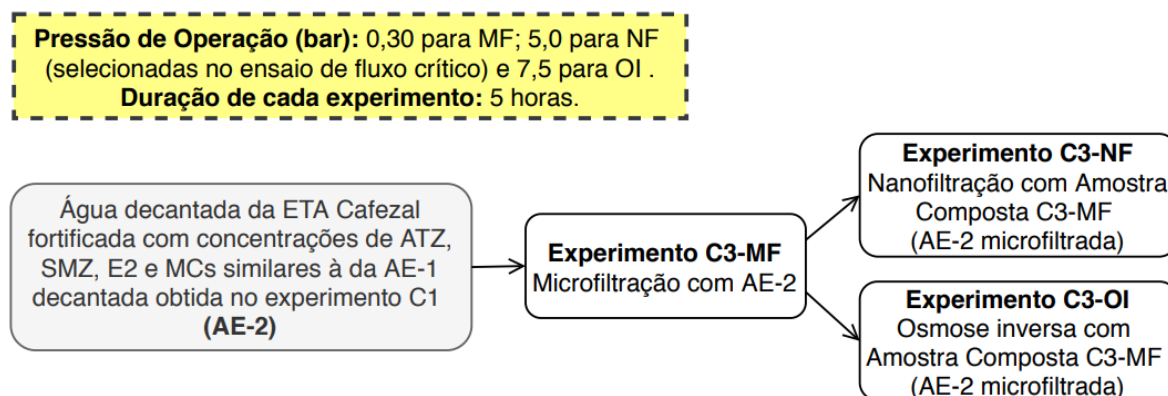 Pressão de Operação (bar): 0,30 para MF; 5,0 para NF
(selecionadas no ensaio de fluxo crítico) e 7,5 para OI .
Duração de cada experimento: 5 horas.
Água decantada da ETA Cafezal
fortificada com concentrações de ATZ,
SMZ, E2 e MCs similares à da AE-1
decantada obtida no experimento C1
(AE-2)
Experimento C3-MF
Microfiltração com AE-2
Experimento C3-NF
Nanofiltração com Amostra
Composta C3-MF
(AE-2 microfiltrada)
Experimento C3-OI
Osmose inversa com
Amostra Composta C3-MF
(AE-2 microfiltrada)